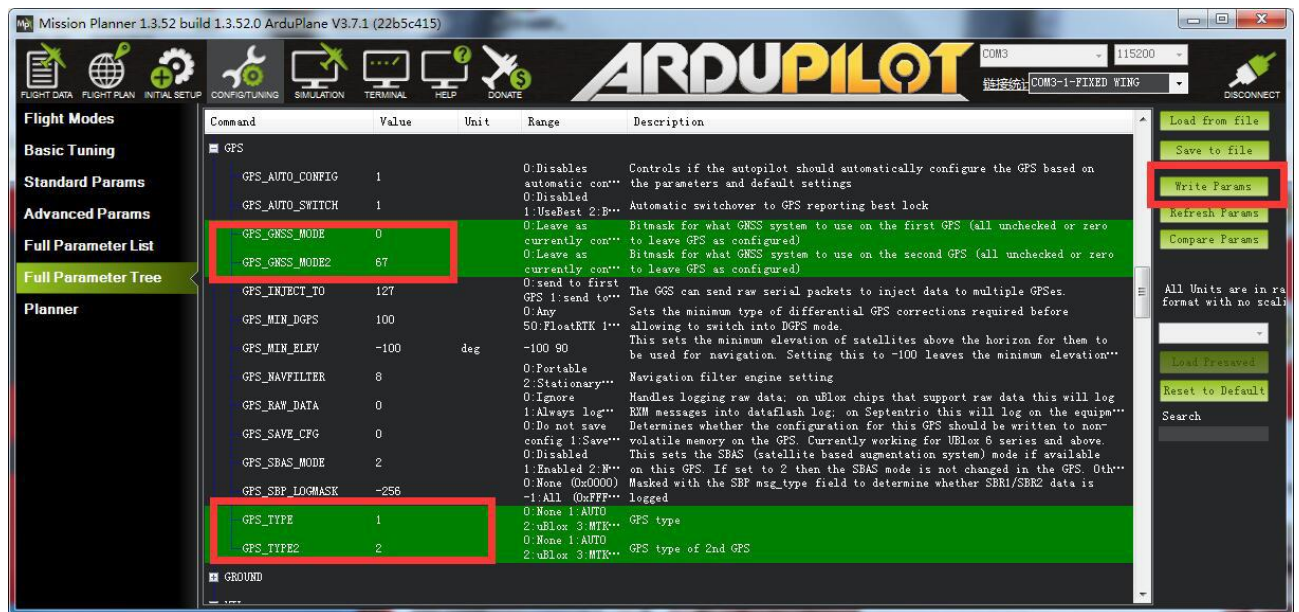 Mission Planner 1.3.52 build 1.3.52.0 ArduPlane V3.7.1 (22b5c415)
FLIGHT DATA FLIGHT PLAN INITIAL SETUP CONFIG/TUNING SIMULATION TERMINAL HELP DONATE
ARDUPILOT
COM3 115200
链接统计 COM3-1-FIXED WING
DISCONNECT
Flight Modes
Basic Tuning
Standard Params
Advanced Params
Full Parameter List
Full Parameter Tree
Planner
Command Value Unit Range Description
GPS
GPS_AUTO_CONFIG 1 0:Disables automatic con··· Controls if the autopilot should automatically configure the GPS based on the parameters and default settings
GPS_AUTO_SWITCH 1 0:Disabled 1:UseBest 2:B··· Automatic switchover to GPS reporting best lock
GPS_GNSS_MODE 0 0:Leave as currently con··· Bitmask for what GNSS system to use on the first GPS (all unchecked or zero to leave GPS as configured)
GPS_GNSS_MODE2 67 0:Leave as currently con··· Bitmask for what GNSS system to use on the second GPS (all unchecked or zero to leave GPS as configured)
GPS_INJECT_TO 127 0:send to first GPS 1:send to··· The GGS can send raw serial packets to inject data to multiple GPSes.
GPS_MIN_DGPS 100 0:Any 50:FloatRTK 1··· Sets the minimum type of differential GPS corrections required before allowing to switch into DGPS mode.
GPS_MIN_ELEV -100 deg -100 90 This sets the minimum elevation of satellites above the horizon for them to be used for navigation. Setting this to -100 leaves the minimum elevation···
GPS_NAVFILTER 8 0:Portable 2:Stationary··· Navigation filter engine setting
GPS_RAW_DATA 0 0:Ignore 1:Always log··· Handles logging raw data; on uBlox chips that support raw data this will log RXM messages into dataflash log; on Septentrio this will log on the equipm···
GPS_SAVE_CFG 0 0:Do not save config 1:Save··· Determines whether the configuration for this GPS should be written to non-volatile memory on the GPS. Currently working for UBlox 6 series and above.
GPS_SBAS_MODE 2 0:Disabled 1:Enabled 2:N··· This sets the SBAS (satellite based augmentation system) mode if available on this GPS. If set to 2 then the SBAS mode is not changed in the GPS. Oth···
GPS_SBP_LOGMASK -256 0:None (0x0000) -1:All (0xFFF··· Masked with the SBP msg_type field to determine whether SBR1/SBR2 data is logged
GPS_TYPE 1 0:None 1:AUTO 2:uBlox 3:MTK··· GPS type
GPS_TYPE2 2 0:None 1:AUTO 2:uBlox 3:MTK··· GPS type of 2nd GPS
GROUND
Load from file
Save to file
Write Params
Refresh Params
Compare Params
All Units are in ra
format with no scali
Load Presaved
Reset to Default
Search